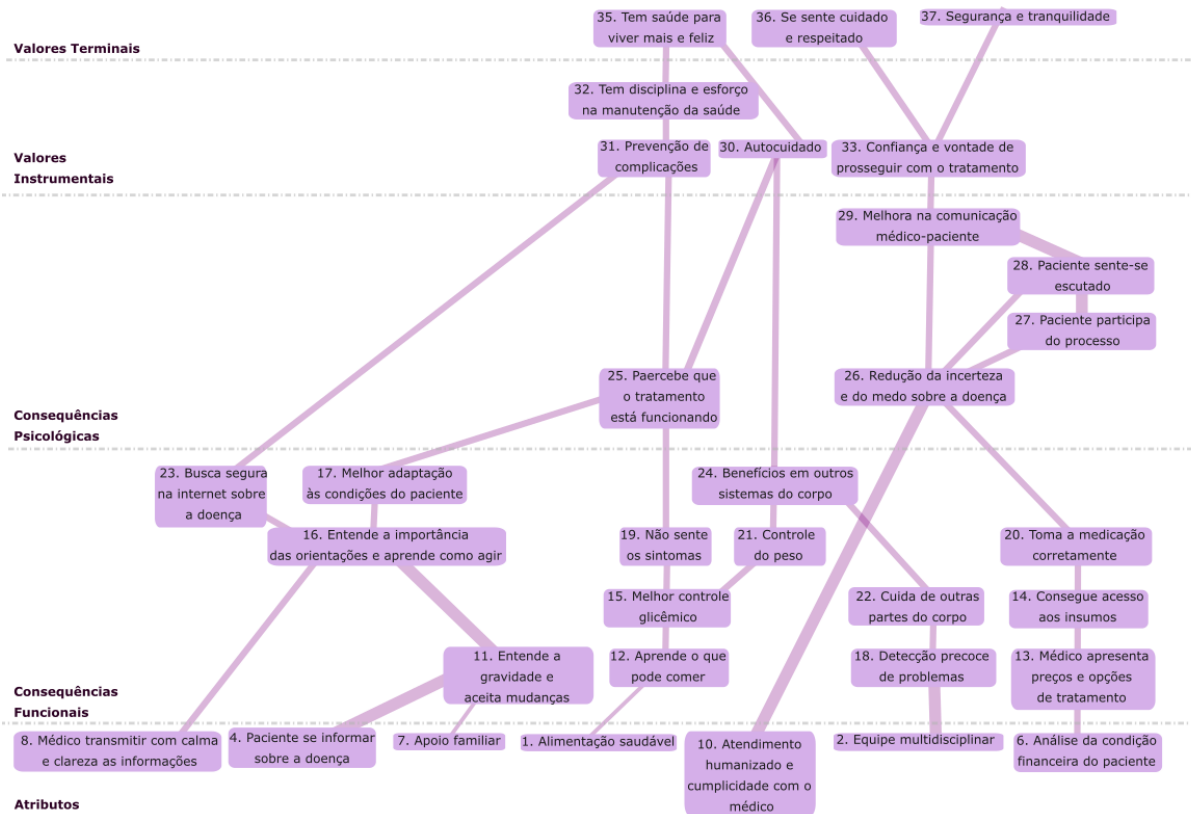 35. Tem saúde para
viver mais e feliz
36. Se sente cuidado
e respeitado
37. Segurança e tranquilidade
Valores Terminais
32. Tem disciplina e esforço
na manutenção da saúde
31. Prevenção de
complicações
30. Autocuidado
33. Confiança e vontade de
prosseguir com o tratamento
Valores
Instrumentais
29. Melhora na comunicação
médico-paciente
28. Paciente sente-se
escutado
27. Paciente participa
do processo
25. Paercebe que
o tratamento
está funcionando
26. Redução da incerteza
e do medo sobre a doença
Consequências
Psicológicas
23. Busca segura
na internet sobre
a doença
17. Melhor adaptação
às condições do paciente
24. Benefícios em outros
sistemas do corpo
16. Entende a importância
das orientações e aprende como agir
19. Não sente
os sintomas
21. Controle
do peso
20. Toma a medicação
corretamente
15. Melhor controle
glicêmico
22. Cuida de outras
partes do corpo
14. Consegue acesso
aos insumos
11. Entende a
gravidade e
aceita mudanças
12. Aprende o que
pode comer
18. Detecção precoce
de problemas
13. Médico apresenta
preços e opções
de tratamento
Consequências
Funcionais
8. Médico transmitir com calma
e clareza as informações
4. Paciente se informar
sobre a doença
7. Apoio familiar
1. Alimentação saudável
10. Atendimento
humanizado e
cumplicidade com o
médico
2. Equipe multidisciplinar
6. Análise da condição
financeira do paciente
Atributos